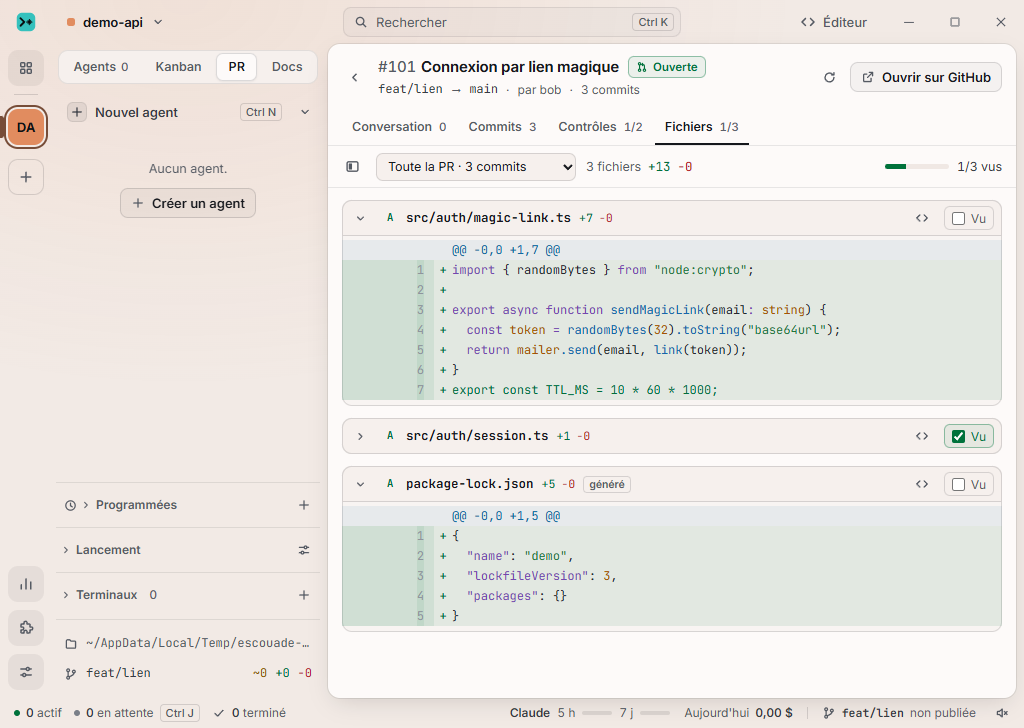 demo-api
Rechercher
Ctrl K
Éditeur
Agents 0
Kanban
PR
Docs
DA
Nouvel agent
Ctrl N
Aucun agent.
Créer un agent
Programmées
Lancement
Terminaux 0
~/AppData/Local/Temp/escouade-…
feat/lien
~0 +0 -0
#101 Connexion par lien magique
Ouverte
feat/lien → main · par bob · 3 commits
Ouvrir sur GitHub
Conversation 0
Commits 3
Contrôles 1/2
Fichiers 1/3
Toute la PR · 3 commits
3 fichiers +13 -0
1/3 vus
A src/auth/magic-link.ts +7 -0
Vu
@@ -0,0 +1,7 @@
1 + import { randomBytes } from "node:crypto";
2 +
3 + export async function sendMagicLink(email: string) {
4 + const token = randomBytes(32).toString("base64url");
5 + return mailer.send(email, link(token));
6 + }
7 + export const TTL_MS = 10 * 60 * 1000;
A src/auth/session.ts +1 -0
Vu
A package-lock.json +5 -0 généré
Vu
@@ -0,0 +1,5 @@
1 + {
2 + "name": "demo",
3 + "lockfileVersion": 3,
4 + "packages": {}
5 + }
0 actif
0 en attente
Ctrl J
0 terminé
Claude 5 h
7 j
Aujourd'hui 0,00 $
feat/lien non publiée